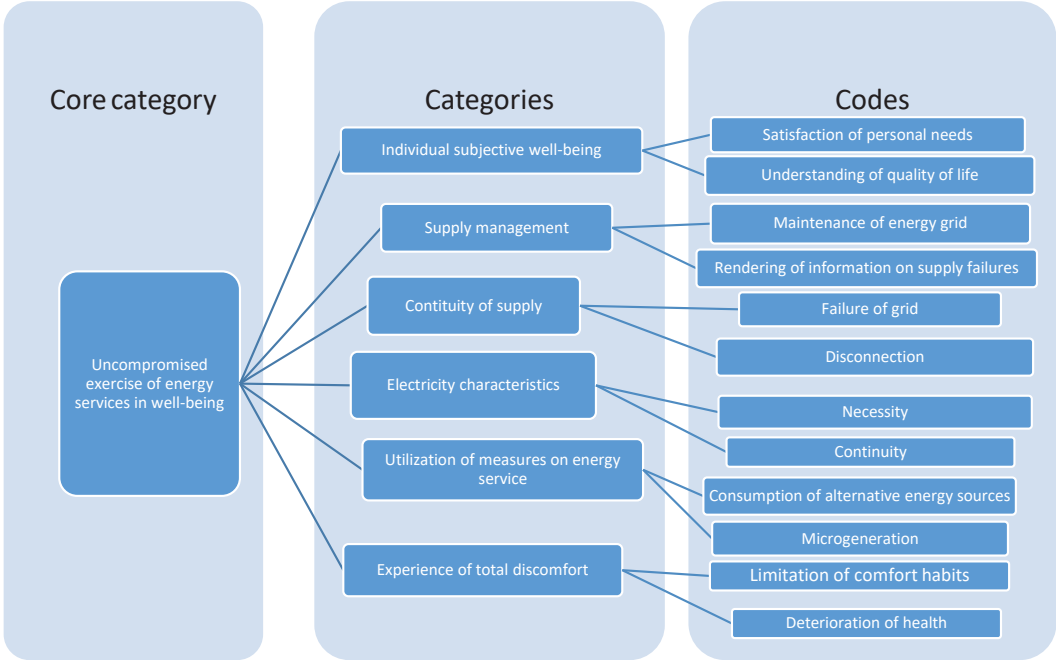 Core category
Uncompromised
exercise of energy
services in well-being
Categories
Individual subjective well-being
Supply management
Contituity of supply
Electricity characteristics
Utilization of measures on energy
service
Experience of total discomfort
Codes
Satisfaction of personal needs
Understanding of quality of life
Maintenance of energy grid
Rendering of information on supply failures
Failure of grid
Disconnection
Necessity
Continuity
Consumption of alternative energy sources
Microgeneration
Limitation of comfort habits
Deterioration of health